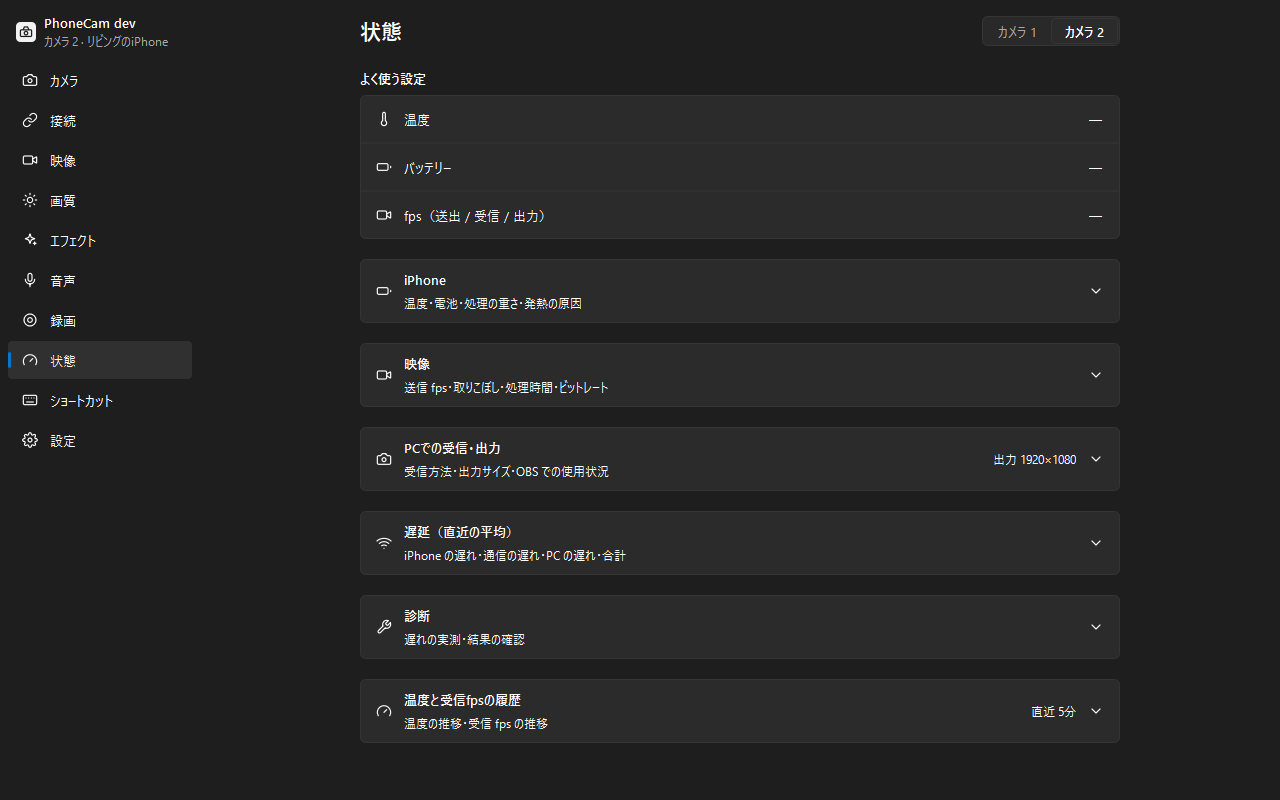 PhoneCam dev
カメラ 2 · リビングのiPhone
カメラ
接続
映像
画質
エフェクト
音声
録画
状態
ショートカット
設定
状態
カメラ 1
カメラ 2
よく使う設定
温度 —
バッテリー —
fps（送出 / 受信 / 出力） —
iPhone
温度・電池・処理の重さ・発熱の原因
映像
送信 fps・取りこぼし・処理時間・ビットレート
PCでの受信・出力
受信方法・出力サイズ・OBS での使用状況
出力 1920×1080
遅延（直近の平均）
iPhone の遅れ・通信の遅れ・PC の遅れ・合計
診断
遅れの実測・結果の確認
温度と受信fpsの履歴
温度の推移・受信 fps の推移
直近 5分